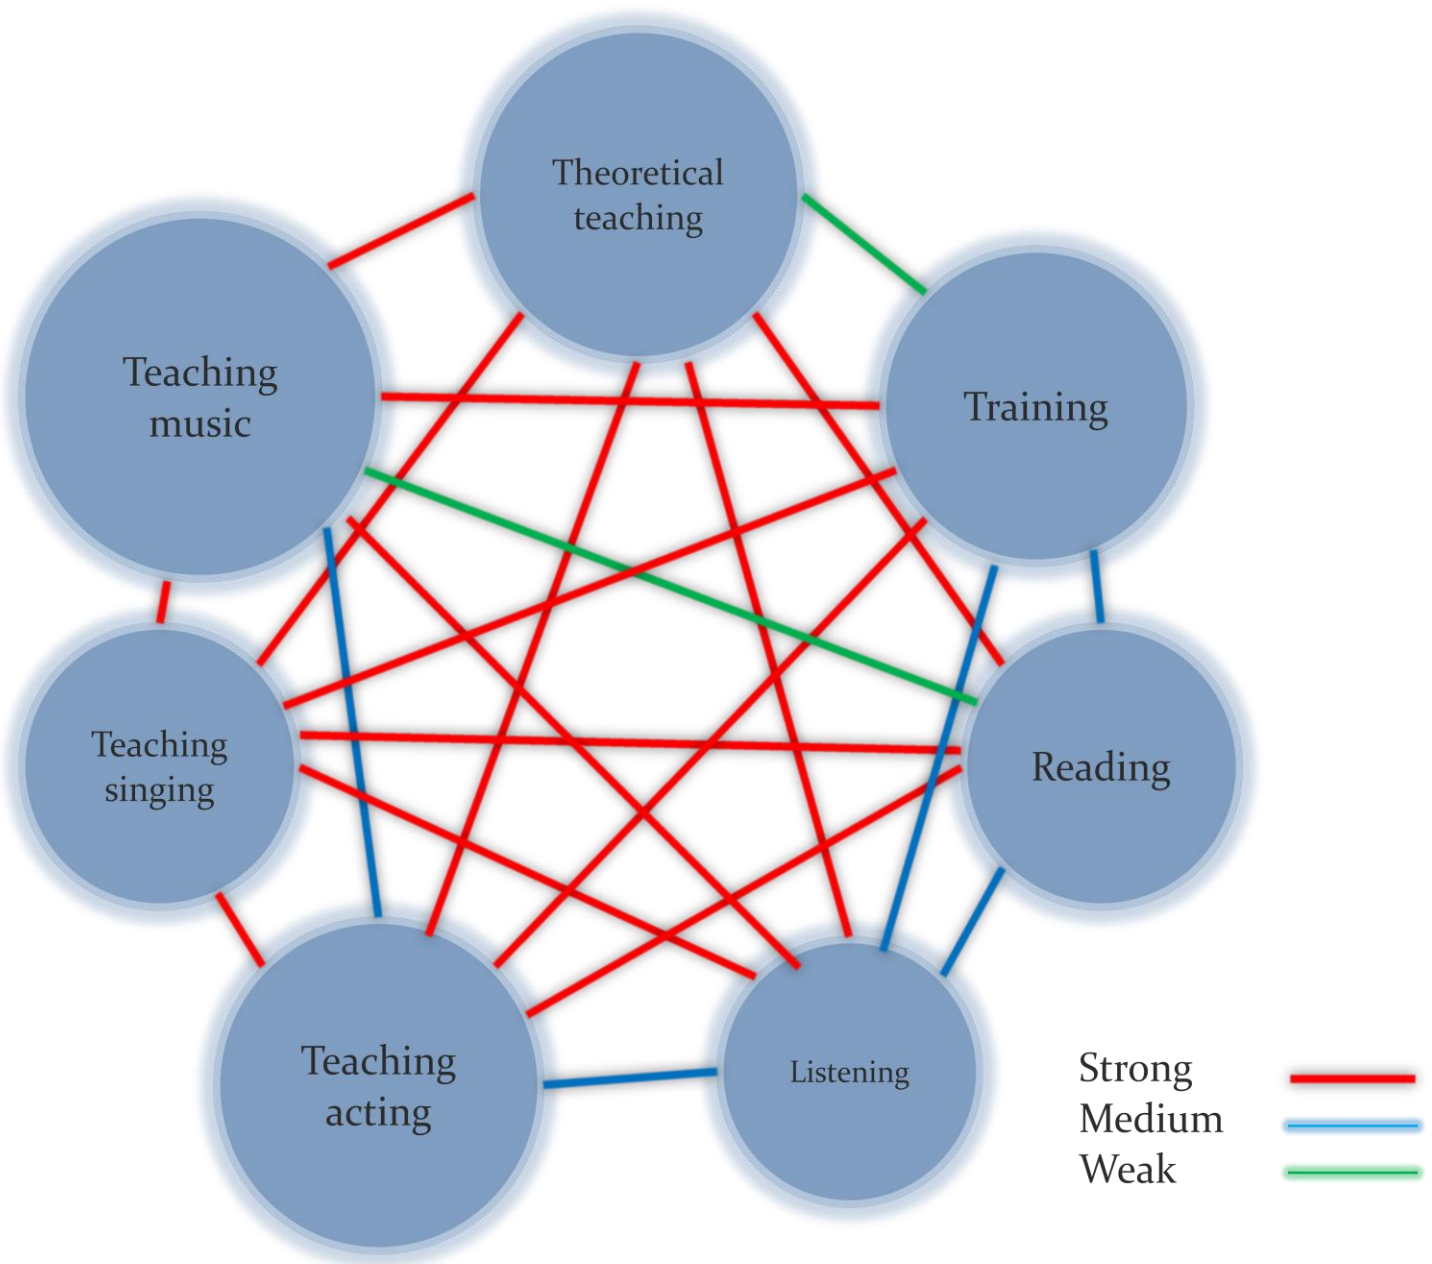 Theoretical
teaching
Teaching
music
Training
Teaching
singing
Reading
Teaching
acting
Listening
Strong
Medium
Weak